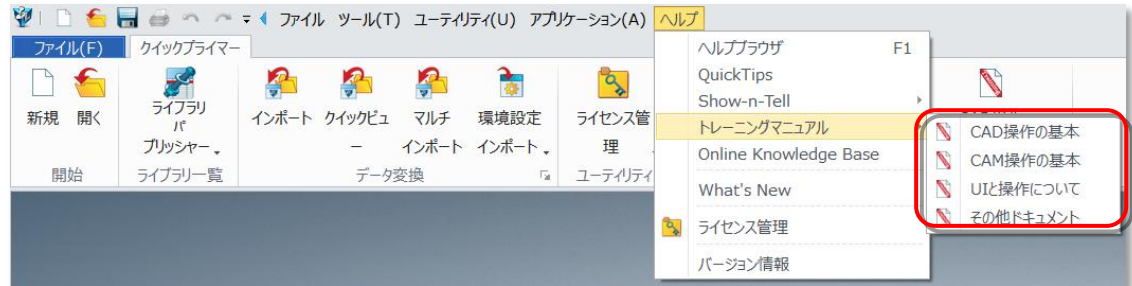 ファイル ツール(T) ユーティリティ(U) アプリケーション(A) ヘルプ
ファイル(F) クイックプライマー
新規 開く
ライブラリ
パ
ブリッシャー
インポート クイックビュ
ー
マルチ
インポート
環境設定
インポート
ライセンス管
理
開始 ライブラリ一覧 データ変換 ユーティリティ
ヘルプブラウザ F1
QuickTips
Show-n-Tell
トレーニングマニュアル
Online Knowledge Base
What's New
ライセンス管理
バージョン情報
CAD操作の基本
CAM操作の基本
UIと操作について
その他ドキュメント